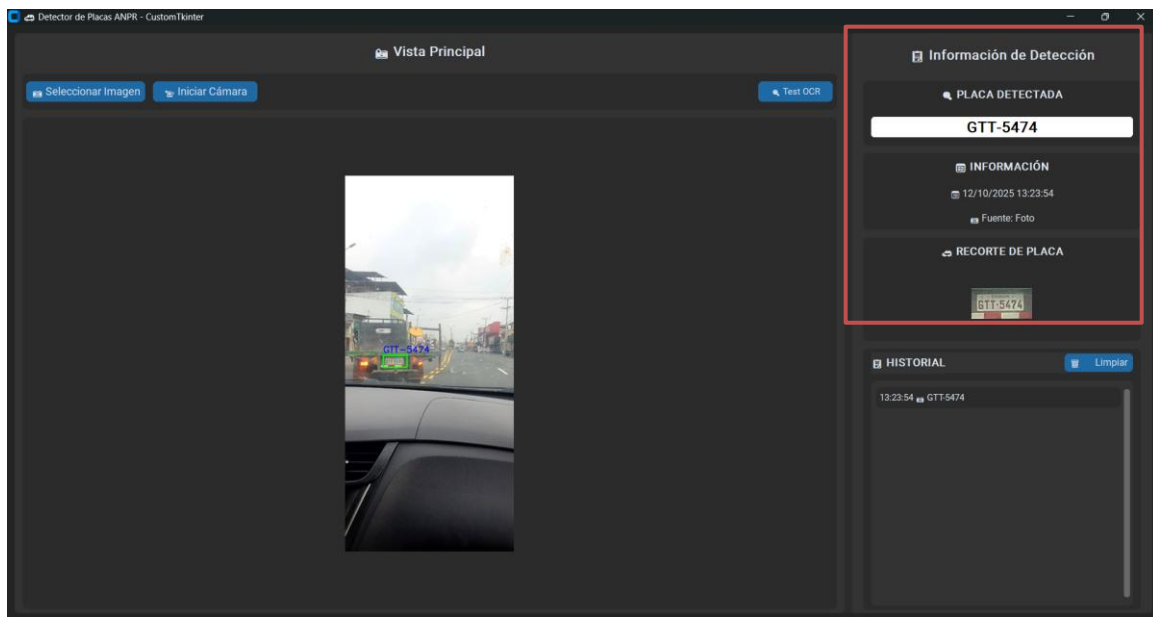 Detector de Placas ANPR - CustomTkinter
Vista Principal
Seleccionar Imagen
Iniciar Cámara
Test OCR
GTT-5474
Información de Detección
PLACA DETECTADA
GTT-5474
INFORMACIÓN
12/10/2025 13:23:54
Fuente: Foto
RECORTE DE PLACA
GTT-5474
HISTORIAL
Limpiar
13:23:54 GTT-5474